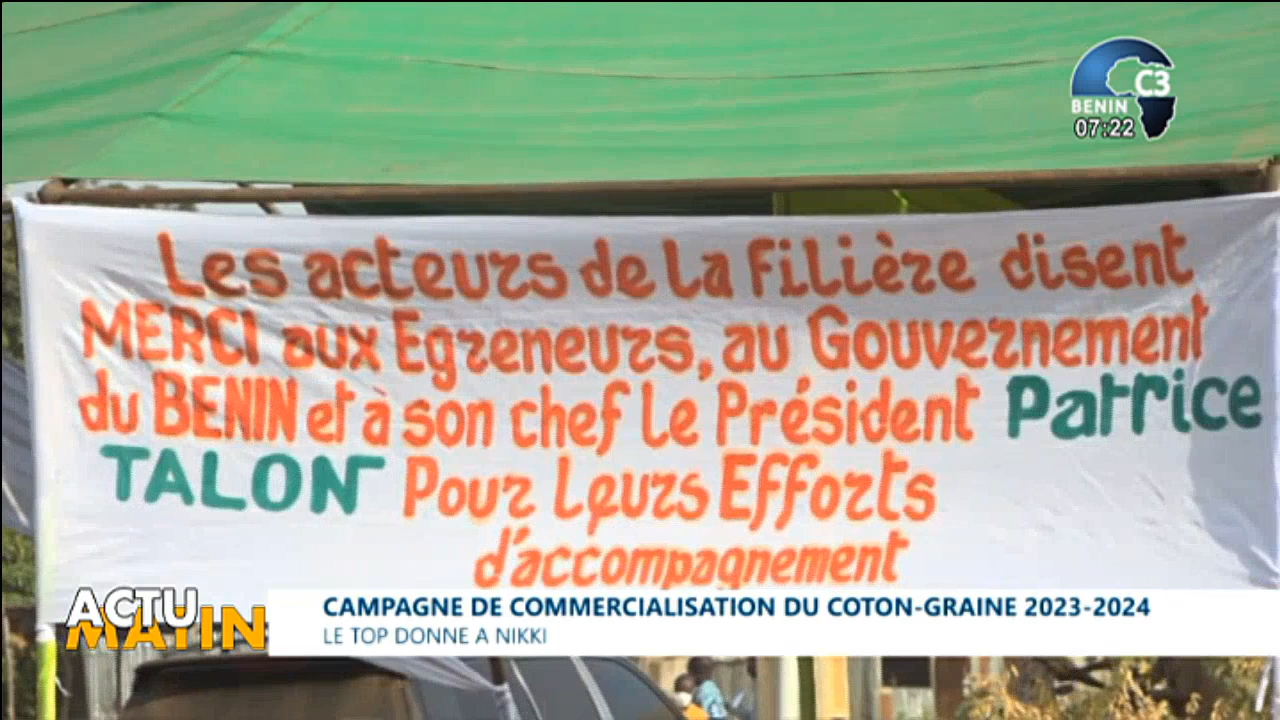 C3
BENIN
07:22
Les acteurs de la filière disent
MERCI aux Egreneurs, au Gouvernement
du BENIN et à son chef le Président Patrice
TALON Pour Leurs Efforts
d'accompagnement
ACTU
MATIN
CAMPAGNE DE COMMERCIALISATION DU COTON-GRAINE 2023-2024
LE TOP DONNE A NIKKI